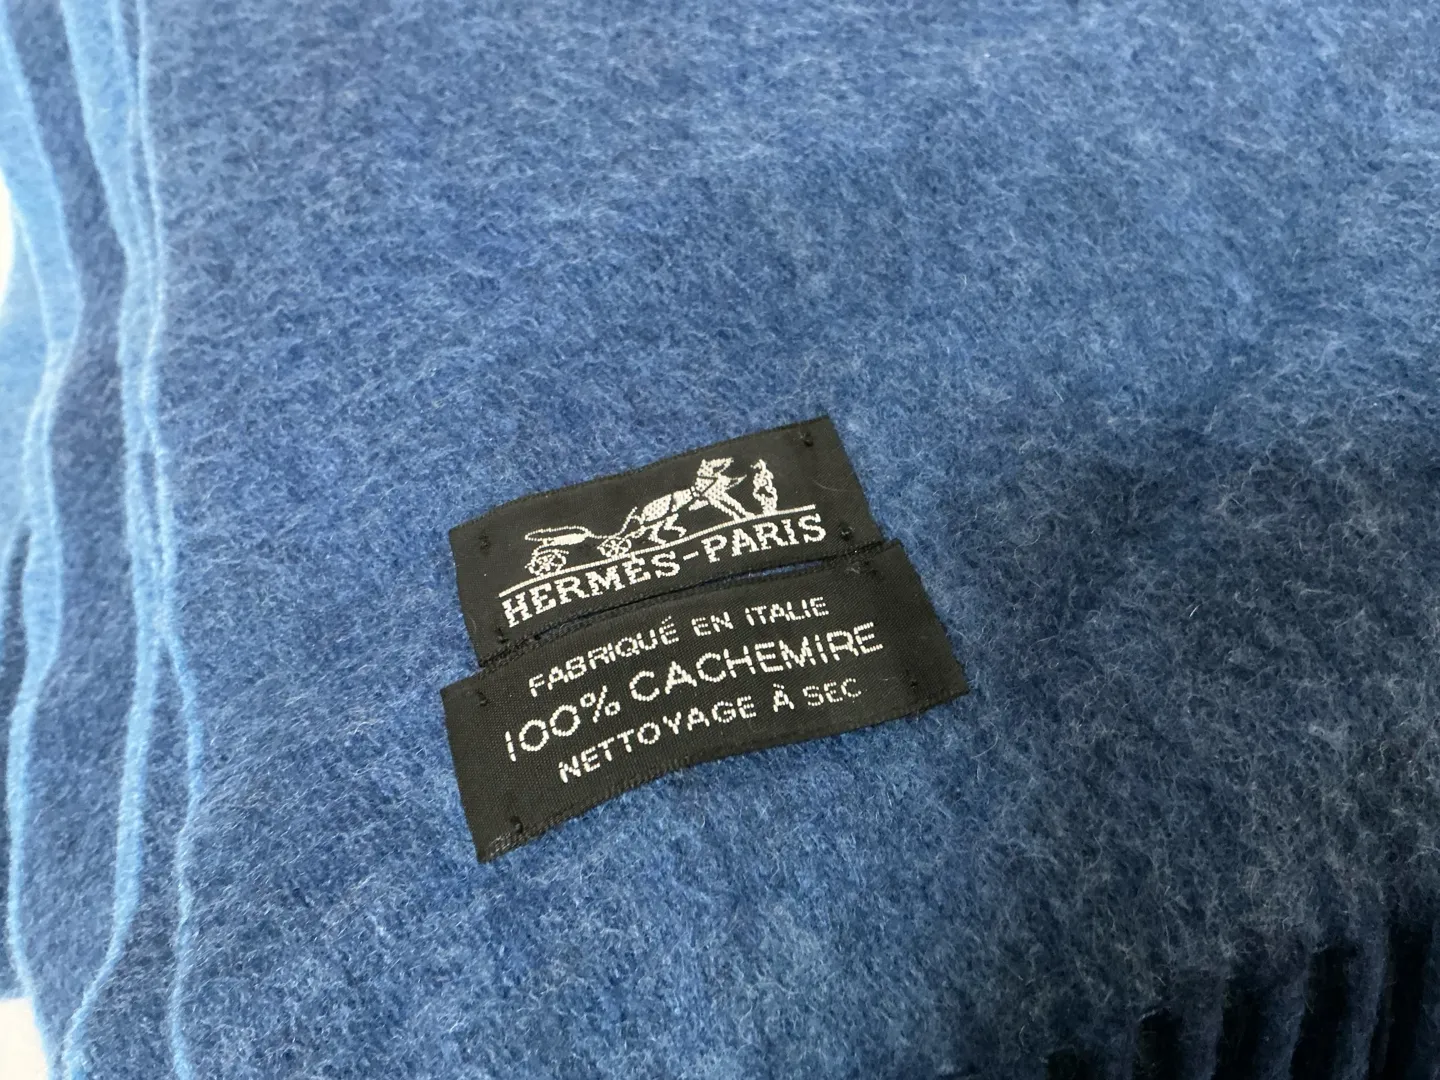 HERMÈS-PARIS
FABRIQUÉ EN ITALIE
100% CACHEMIRE
NETTOYAGE À SEC